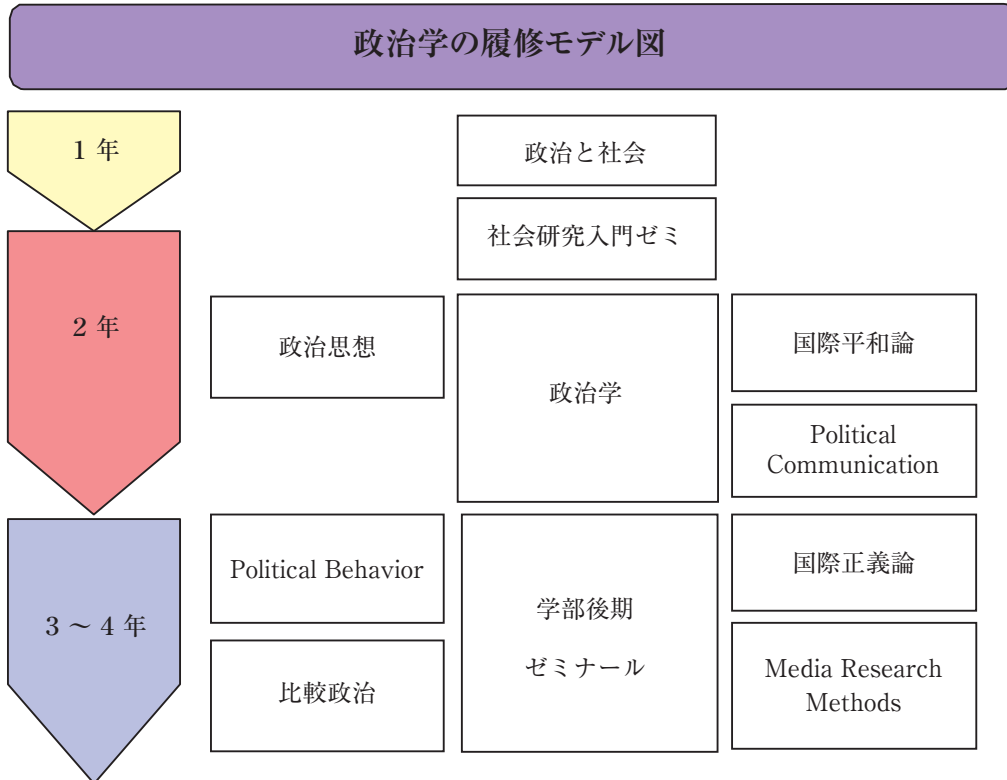 政治学の履修モデル図
1 年
政治と社会
社会研究入門ゼミ
2 年
政治思想
政治学
国際平和論
Political
Communication
3 ～ 4 年
Political Behavior
比較政治
学部後期
ゼミナール
国際正義論
Media Research
Methods